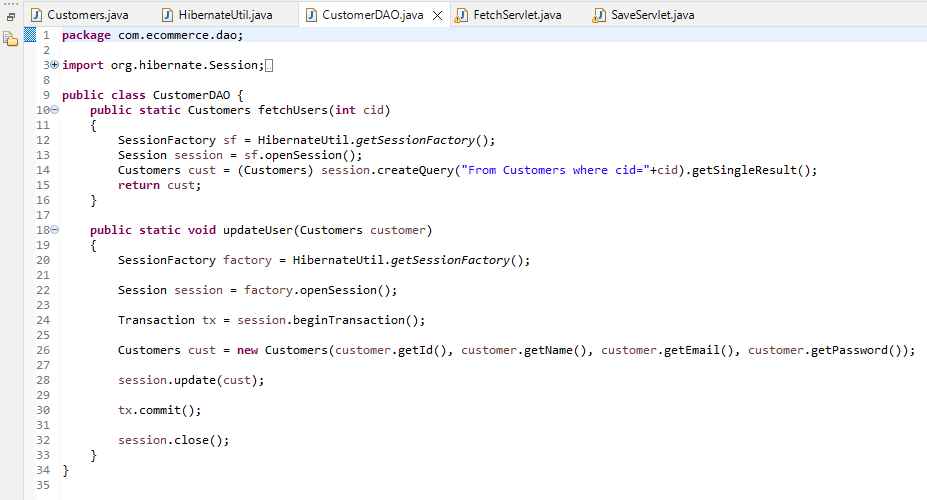 Customers.java HibernateUtil.java CustomerDAO.java FetchServlet.java SaveServlet.java
1 package com.ecommerce.dao;
2
3 import org.hibernate.Session;
8
9 public class CustomerDAO {
10 public static Customers fetchUsers(int cid)
11 {
12 SessionFactory sf = HibernateUtil.getSessionFactory();
13 Session session = sf.openSession();
14 Customers cust = (Customers) session.createQuery("From Customers where cid="+cid).getSingleResult();
15 return cust;
16 }
17
18 public static void updateUser(Customers customer)
19 {
20 SessionFactory factory = HibernateUtil.getSessionFactory();
21
22 Session session = factory.openSession();
23
24 Transaction tx = session.beginTransaction();
25
26 Customers cust = new Customers(customer.getId(), customer.getName(), customer.getEmail(), customer.getPassword());
27
28 session.update(cust);
29
30 tx.commit();
31
32 session.close();
33 }
34 }
35